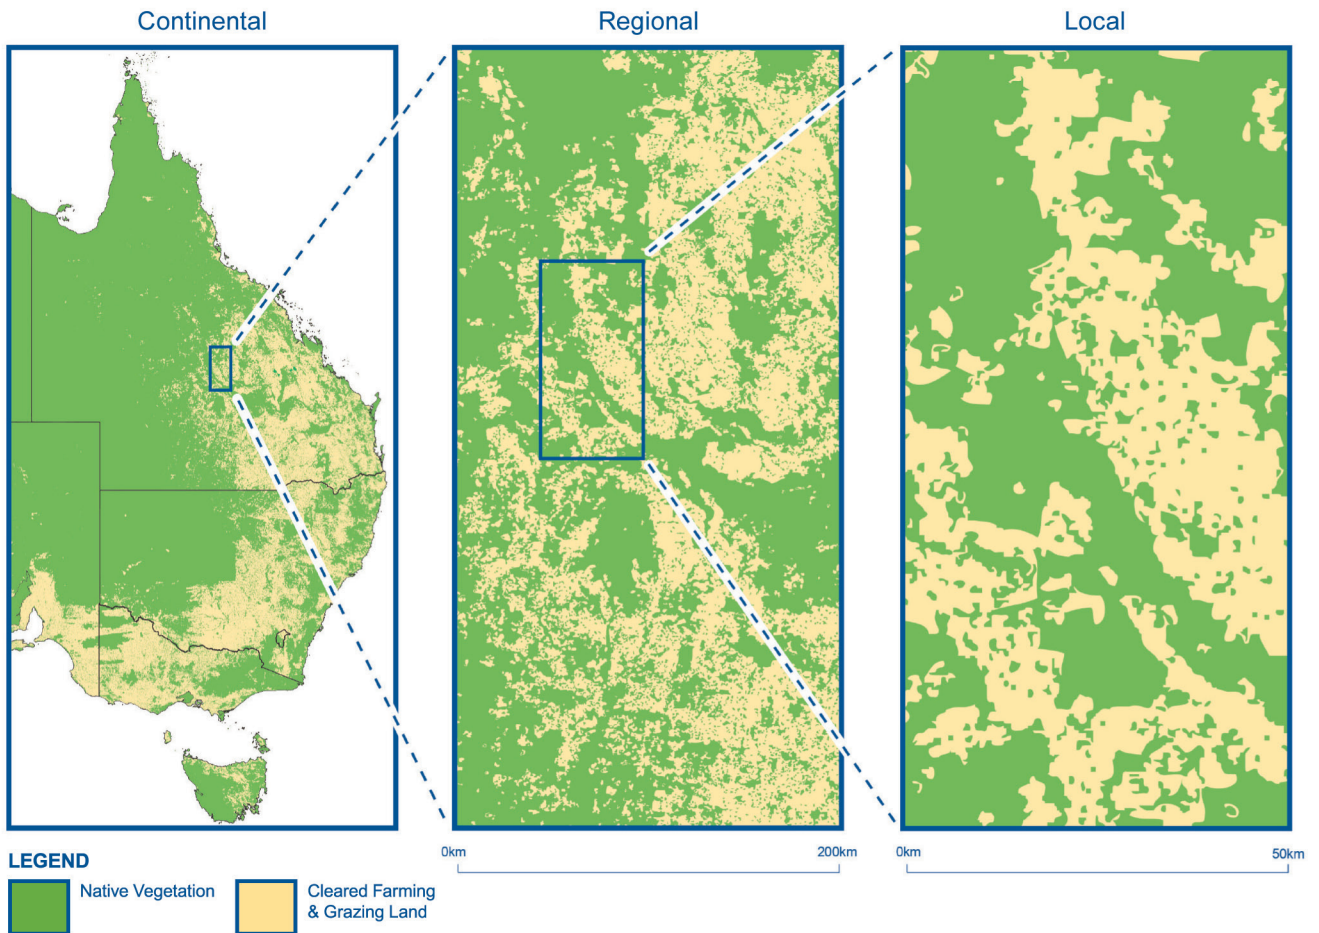 Continental
Regional
Local
0km
200km
0km
50km
LEGEND
Native Vegetation
Cleared Farming
& Grazing Land